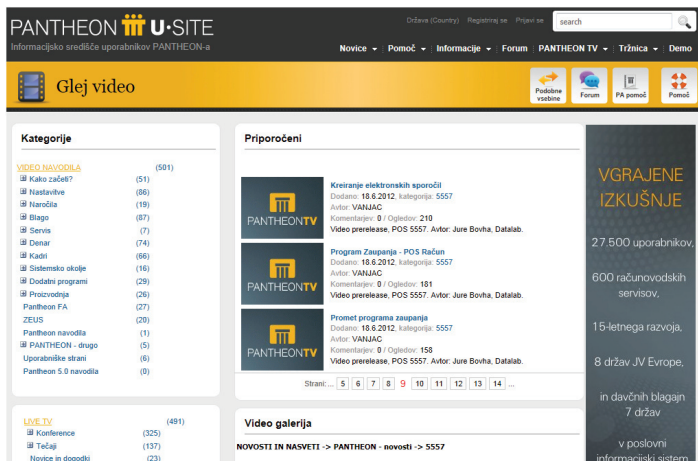 PANTHEON U·SITE
Informacijsko središče uporabnikov PANTHEON-a
Država (Country) Registriraj se Prijavi se search
Novice Pomoč Informacije Forum PANTHEON TV Tržnica Demo
Glej video
Podobne vsebine
Forum
PA pomoč
Pomoč
Kategorije
VIDEO NAVODILA (501)
Kako začeti? (51)
Nastavitve (86)
Naročila (19)
Blago (87)
Servis (7)
Denar (74)
Kadri (66)
Sistemsko okolje (16)
Dodatni programi (29)
Proizvodnja (26)
Pantheon FA (27)
ZEUS (20)
Pantheon navodila (1)
PANTHEON - drugo (5)
Uporabniške strani (6)
Pantheon 5.0 navodila (0)
LIVE TV (491)
Konference (325)
Tečaji (137)
Novice in dogodki (23)
Priporočeni
PANTHEONTV
Kreiranje elektronskih sporočil
Dodano: 18.6.2012, kategorija: 5557
Avtor: VANJAC
Komentarjev: 0 / Ogledov: 210
Video prerelease, POS 5557. Avtor: Jure Bovha, Datalab.
PANTHEONTV
Program Zaupanja - POS Račun
Dodano: 18.6.2012, kategorija: 5557
Avtor: VANJAC
Komentarjev: 0 / Ogledov: 181
Video prerelease, POS 5557. Avtor: Jure Bovha, Datalab.
PANTHEONTV
Promet programa zaupanja
Dodano: 18.6.2012, kategorija: 5557
Avtor: VANJAC
Komentarjev: 0 / Ogledov: 158
Video prerelease, POS 5557. Avtor: Jure Bovha, Datalab.
Strani: ... 5 6 7 8 9 10 11 12 13 14 ...
Video galerija
NOVOSTI IN NASVETI -> PANTHEON - novosti -> 5557
VGRAJENE
IZKUŠNJE
27.500 uporabnikov,
600 računovodskih
servisov,
15-letnega razvoja,
8 držav JV Evrope,
in davčnih blagajn
7 držav
v poslovni
informacijski sistem